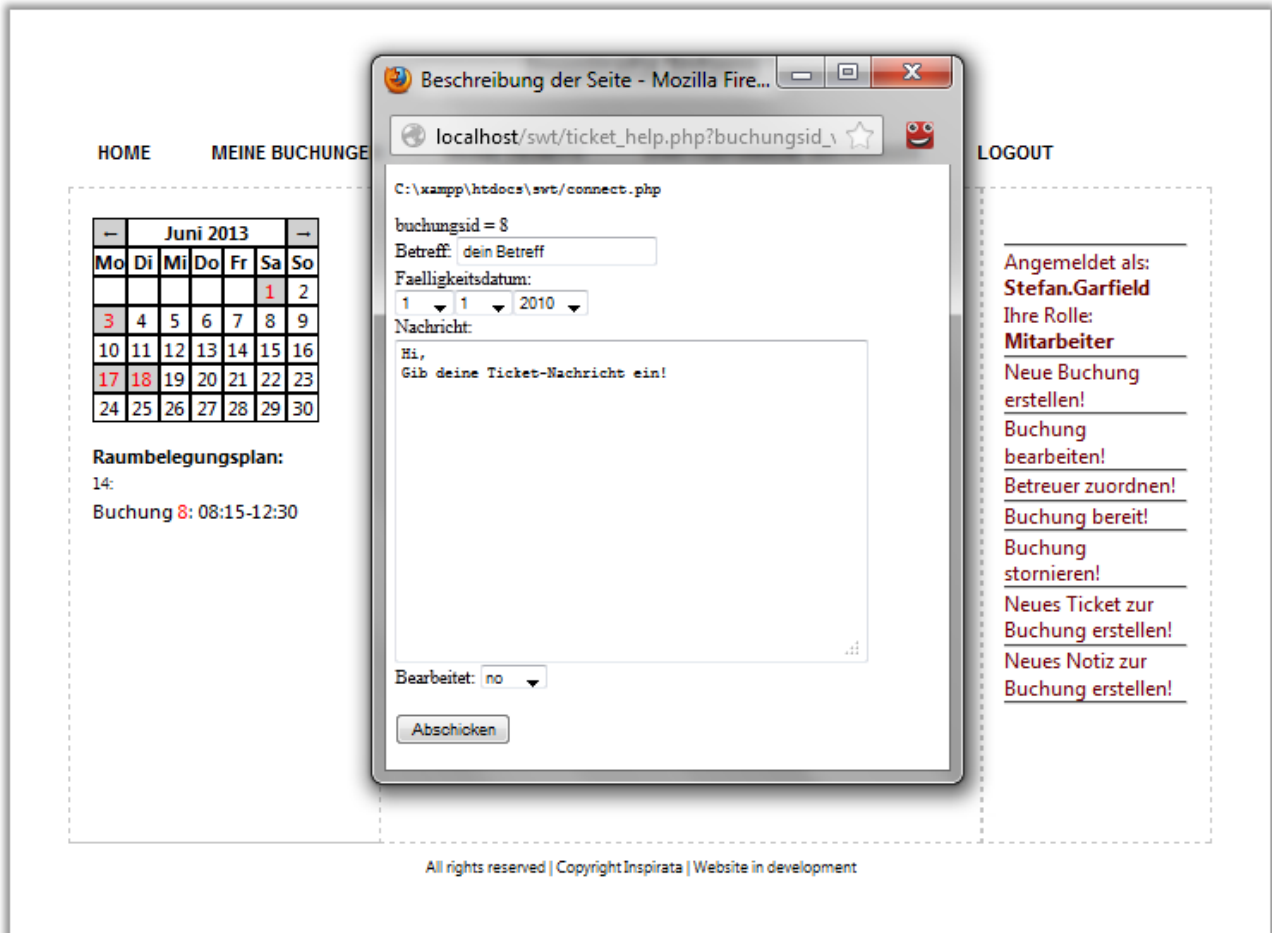 Beschreibung der Seite - Mozilla Fire...
localhost/swt/ticket_help.php?buchungsid_
HOME MEINE BUCHUNGE LOGOUT
← Juni 2013 →
Mo Di Mi Do Fr Sa So
1 2
3 4 5 6 7 8 9
10 11 12 13 14 15 16
17 18 19 20 21 22 23
24 25 26 27 28 29 30
Raumbelegungsplan:
14:
Buchung 8: 08:15-12:30
C:\xampp\htdocs\swt/connect.php
buchungsid = 8
Betreff: dein Betreff
Faelligkeitsdatum:
1 1 2010
Nachricht:
Hi,
Gib deine Ticket-Nachricht ein!
Bearbeitet: no
Abschicken
Angemeldet als:
Stefan.Garfield
Ihre Rolle:
Mitarbeiter
Neue Buchung
erstellen!
Buchung
bearbeiten!
Betreuer zuordnen!
Buchung bereit!
Buchung
stornieren!
Neues Ticket zur
Buchung erstellen!
Neues Notiz zur
Buchung erstellen!
All rights reserved | Copyright Inspirata | Website in development